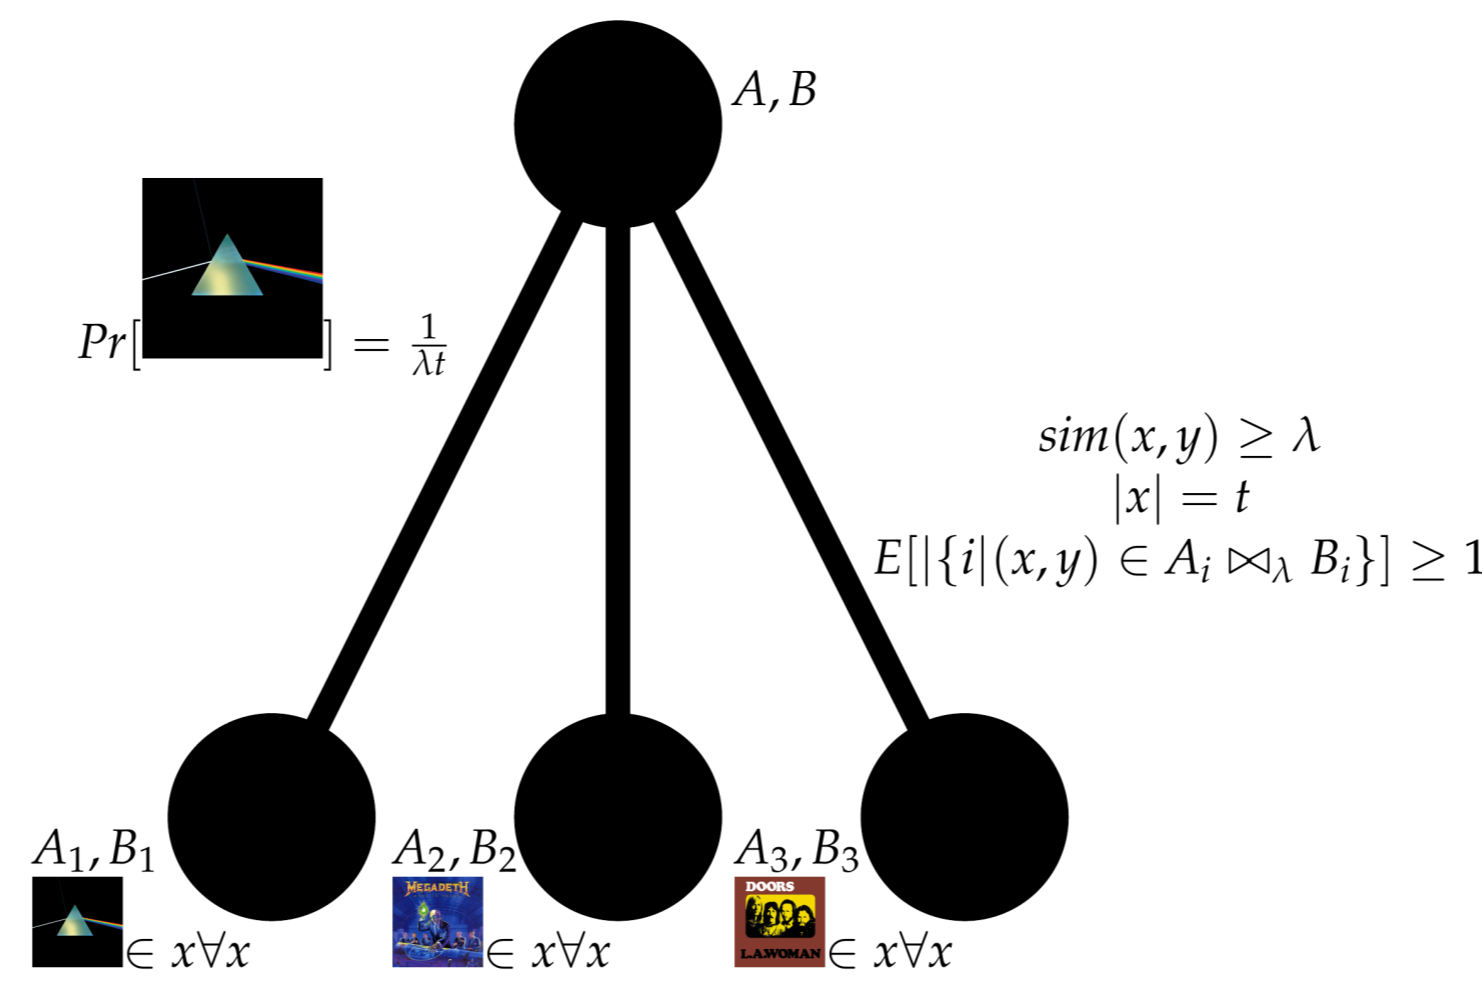 A, B
Pr[ ] = 1/λt
sim(x, y) ≥ λ
|x| = t
E[|{i|(x, y) ∈ A_i ⋈_λ B_i}] ≥ 1
A_1, B_1
A_2, B_2
A_3, B_3
MEGADETH
DOORS
L.A.WOMAN
∈ x∀x
∈ x∀x
∈ x∀x